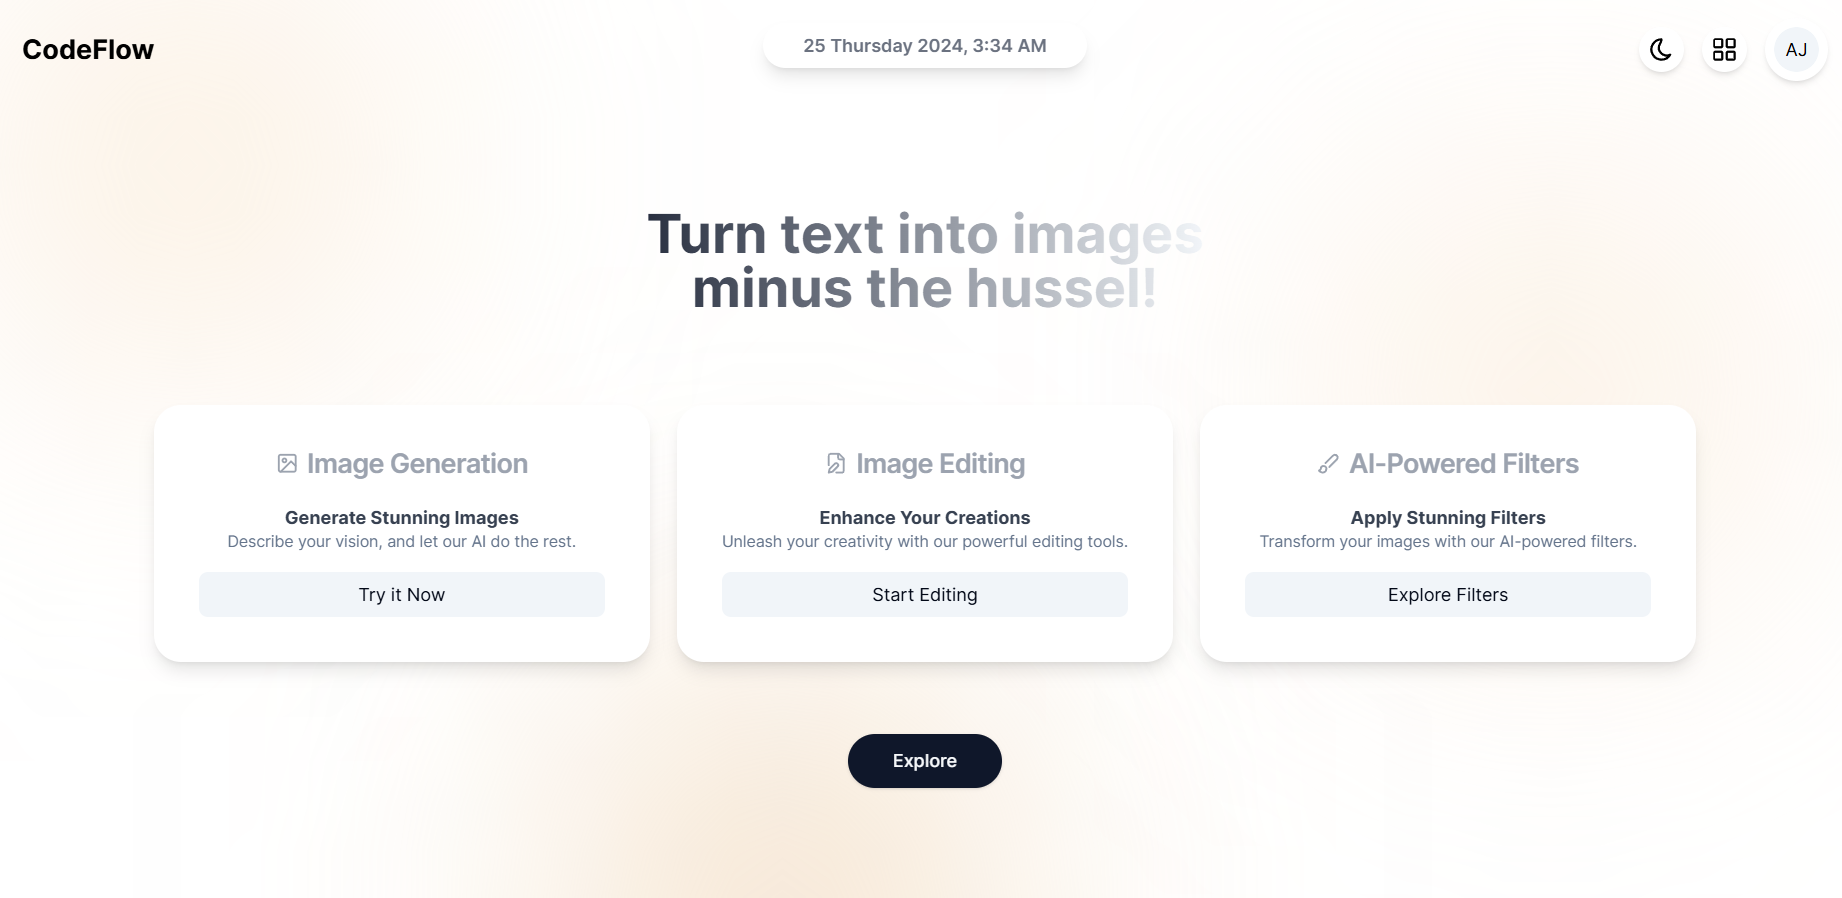 CodeFlow
25 Thursday 2024, 3:34 AM
AJ
Turn text into images
minus the hussel!
Image Generation
Generate Stunning Images
Describe your vision, and let our AI do the rest.
Try it Now
Image Editing
Enhance Your Creations
Unleash your creativity with our powerful editing tools.
Start Editing
AI-Powered Filters
Apply Stunning Filters
Transform your images with our AI-powered filters.
Explore Filters
Explore